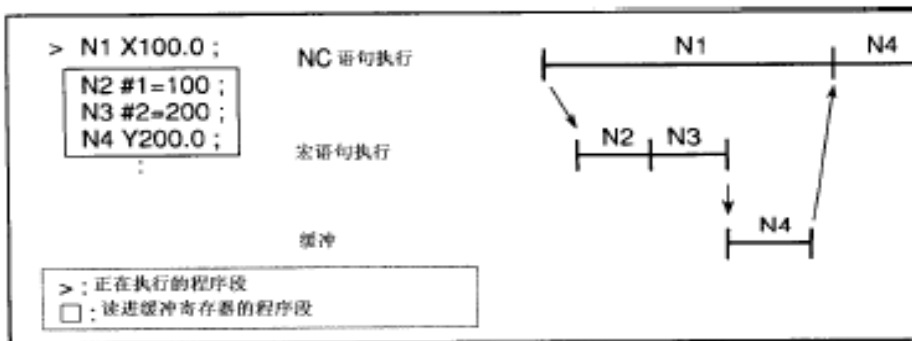 > N1 X100.0 ;
N2 #1=100 ;
N3 #2=200 ;
N4 Y200.0 ;
:
NC 语句执行
宏语句执行
缓冲
N1
N4
N2
N3
N4
> : 正在执行的程序段
□ : 读进缓冲寄存器的程序段